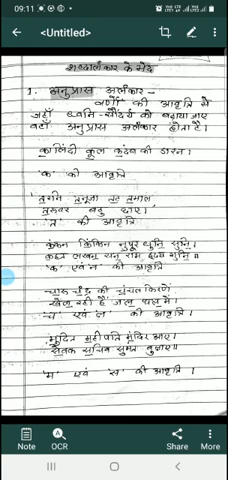 09:11
<Untitled>
शब्दालंकार के भेद
1. अनुप्रास अलंकार -
वर्णों की आवृत्ति से
जहाँ ध्वनि-सौंदर्य को बढ़ाया जाए
वहाँ अनुप्रास अलंकार होता है।
कालिंदी कूल कदंब की डारन।
'क' की आवृत्ति
तरनि तनूजा तट तमाल
तरुवर बहु छाए।
'त' की आवृत्ति।
कंकन किंकिन नुपूर धुनि सुनि।
कहत लखन सन राम हृदय गुनि॥
'क' एवं 'न' की आवृत्ति
चारू चंद्र की चंचल किरणें
खेल रही हैं जल थल में।
'च' एवं 'ल' की आवृत्ति।
मुदित महीपति मंदिर आए।
सेवक सचिव सुमंत बुलाए॥
'म' एवं 'स' की आवृत्ति।
Note
OCR
Share
More